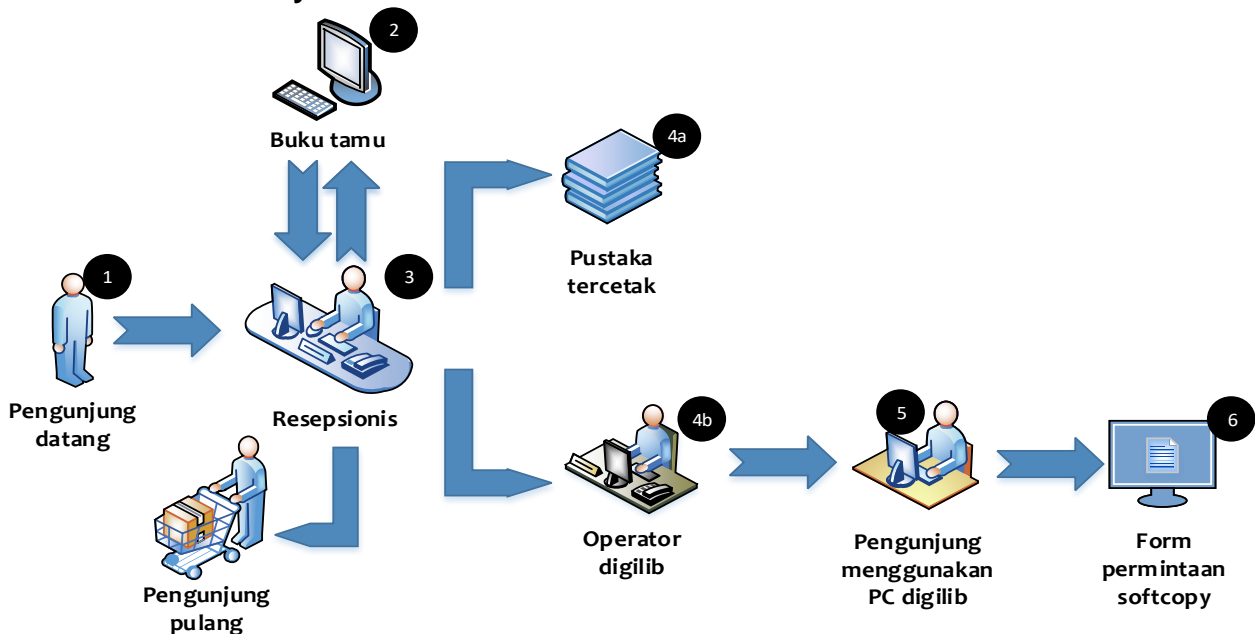 2
Buku tamu
4a
Pustaka
tercetak
1
Pengunjung
datang
3
Resepsionis
Pengunjung
pulang
4b
Operator
digilib
5
Pengunjung
menggunakan
PC digilib
6
Form
permintaan
softcopy